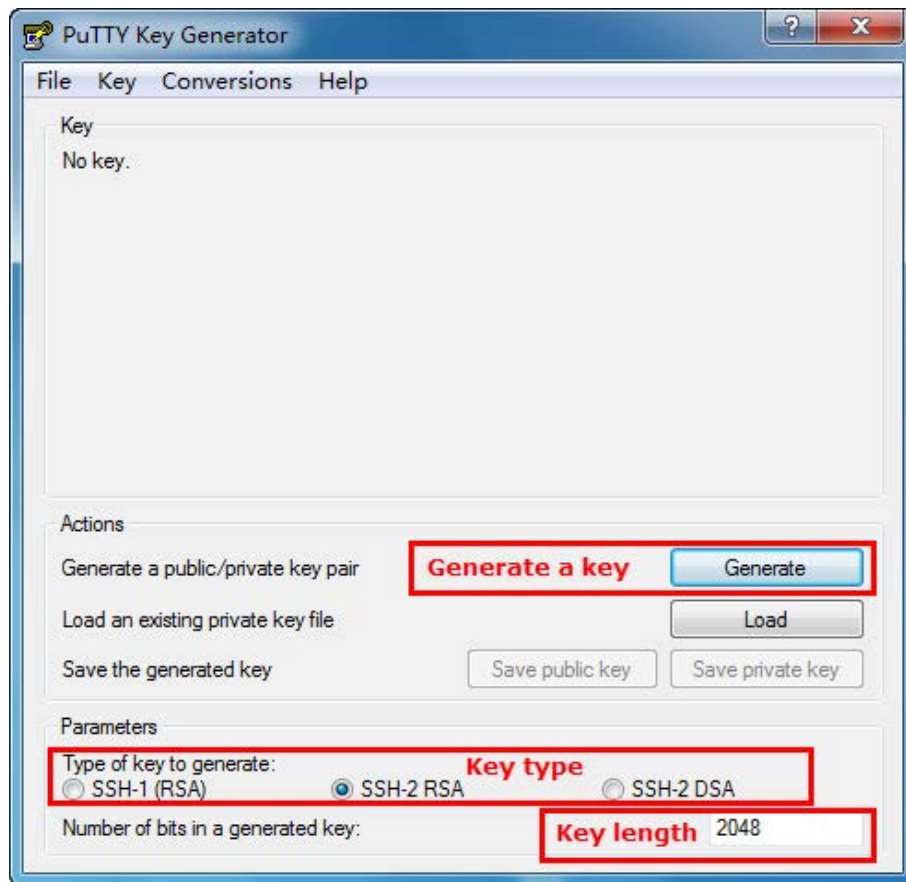 PuTTY Key Generator
File Key Conversions Help
Key
No key.
Actions
Generate a public/private key pair Generate a key Generate
Load an existing private key file Load
Save the generated key Save public key Save private key
Parameters
Type of key to generate: Key type
SSH-1 (RSA) SSH-2 RSA SSH-2 DSA
Number of bits in a generated key: Key length 2048